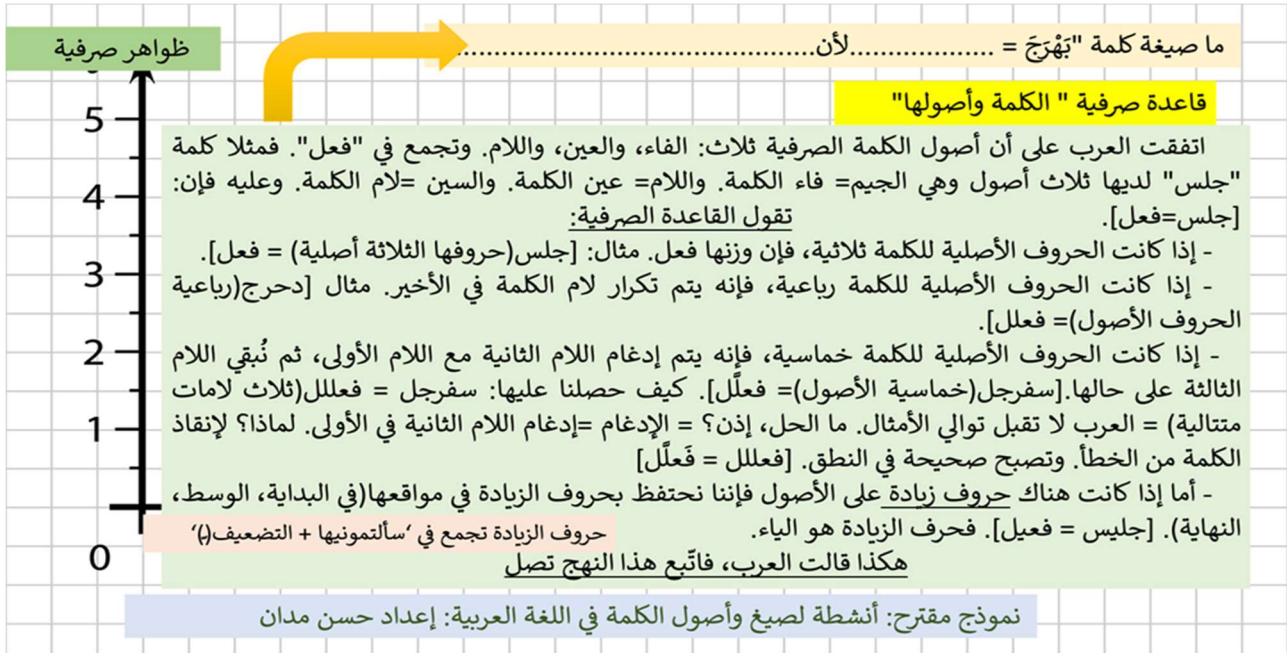 ظواهر صرفية
ما صيغة كلمة "بَهْرَجَ = ...................لأن..........................................
قاعدة صرفية " الكلمة وأصولها"
اتفقت العرب على أن أصول الكلمة الصرفية ثلاث: الفاء، والعين، واللام. وتجمع في "فعل". فمثلا كلمة
"جلس" لديها ثلاث أصول وهي الجيم= فاء الكلمة. واللام= عين الكلمة. والسين =لام الكلمة. وعليه فإن:
[جلس=فعل]. تقول القاعدة الصرفية:
- إذا كانت الحروف الأصلية للكلمة ثلاثية، فإن وزنها فعل. مثال: [جلس(حروفها الثلاثة أصلية) = فعل].
- إذا كانت الحروف الأصلية للكلمة رباعية، فإنه يتم تكرار لام الكلمة في الأخير. مثال [دحرج(رباعية
الحروف الأصول)= فعلل].
- إذا كانت الحروف الأصلية للكلمة خماسية، فإنه يتم إدغام اللام الثانية مع اللام الأولى، ثم نُبقي اللام
الثالثة على حالها.[سفرجل(خماسية الأصول)= فعلَّل]. كيف حصلنا عليها: سفرجل = فعللل(ثلاث لامات
متتالية) = العرب لا تقبل توالي الأمثال. ما الحل، إذن؟ = الإدغام =إدغام اللام الثانية في الأولى. لماذا؟ لإنقاذ
الكلمة من الخطأ. وتصبح صحيحة في النطق. [فعللل = فَعلَّل]
- أما إذا كانت هناك حروف زيادة على الأصول فإننا نحتفظ بحروف الزيادة في مواقعها(في البداية، الوسط،
النهاية). [جليس = فعيل]. فحرف الزيادة هو الياء.
حروف الزيادة تجمع في ‘سألتمونيها + التضعيف(ّ)‘
هكذا قالت العرب، فاتّبع هذا النهج تصل
نموذج مقترح: أنشطة لصيغ وأصول الكلمة في اللغة العربية: إعداد حسن مدان
5
4
3
2
1
0